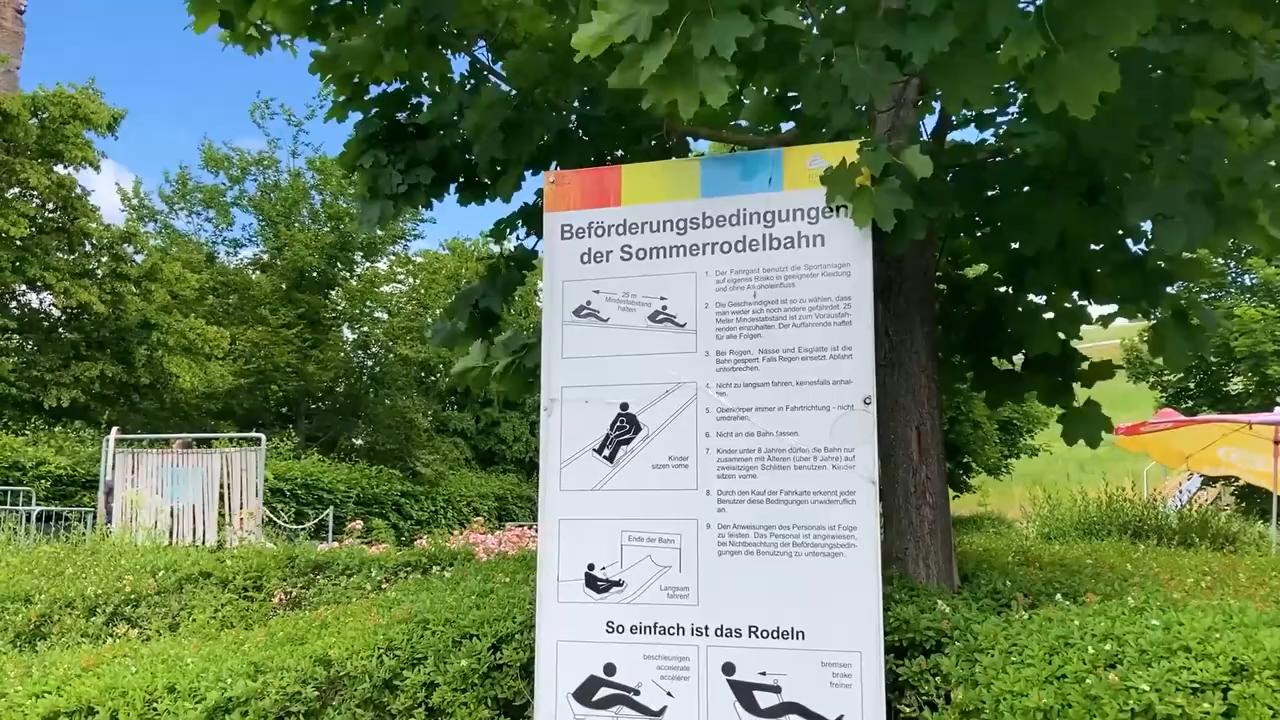 Beförderungsbedingungen
der Sommerrodelbahn
25 m
Mindestabstand
halten
Kinder
sitzen vorne
Ende der Bahn
Langsam
fahren!
1. Der Fahrgast benutzt die Sportanlagen
auf eigenes Risiko in geeigneter Kleidung
und ohne Alkoholeinfluss.
2. Die Geschwindigkeit ist so zu wählen, dass
man weder sich noch andere gefährdet. 25
Meter Mindestabstand ist zum Vorausfah-
renden einzuhalten. Der Auffahrende haftet
für alle Folgen.
3. Bei Regen, Nässe und Eisglätte ist die
Bahn gesperrt. Falls Regen einsetzt, Abfahrt
unterbrechen.
4. Nicht zu langsam fahren, keinesfalls anhal-
ten.
5. Oberkörper immer in Fahrtrichtung - nicht
umdrehen.
6. Nicht an die Bahn fassen.
7. Kinder unter 8 Jahren dürfen die Bahn nur
zusammen mit Älteren (über 8 Jahre) auf
zweisitzigen Schlitten benutzen. Kinder
sitzen vorne.
8. Durch den Kauf der Fahrkarte erkennt jeder
Benutzer diese Bedingungen unwiderruflich
an.
9. Den Anweisungen des Personals ist Folge
zu leisten. Das Personal ist angewiesen,
bei Nichtbeachtung der Beförderungsbedin-
gungen die Benutzung zu untersagen.
So einfach ist das Rodeln
beschleunigen
accelerate
accélérer
bremsen
brake
freiner